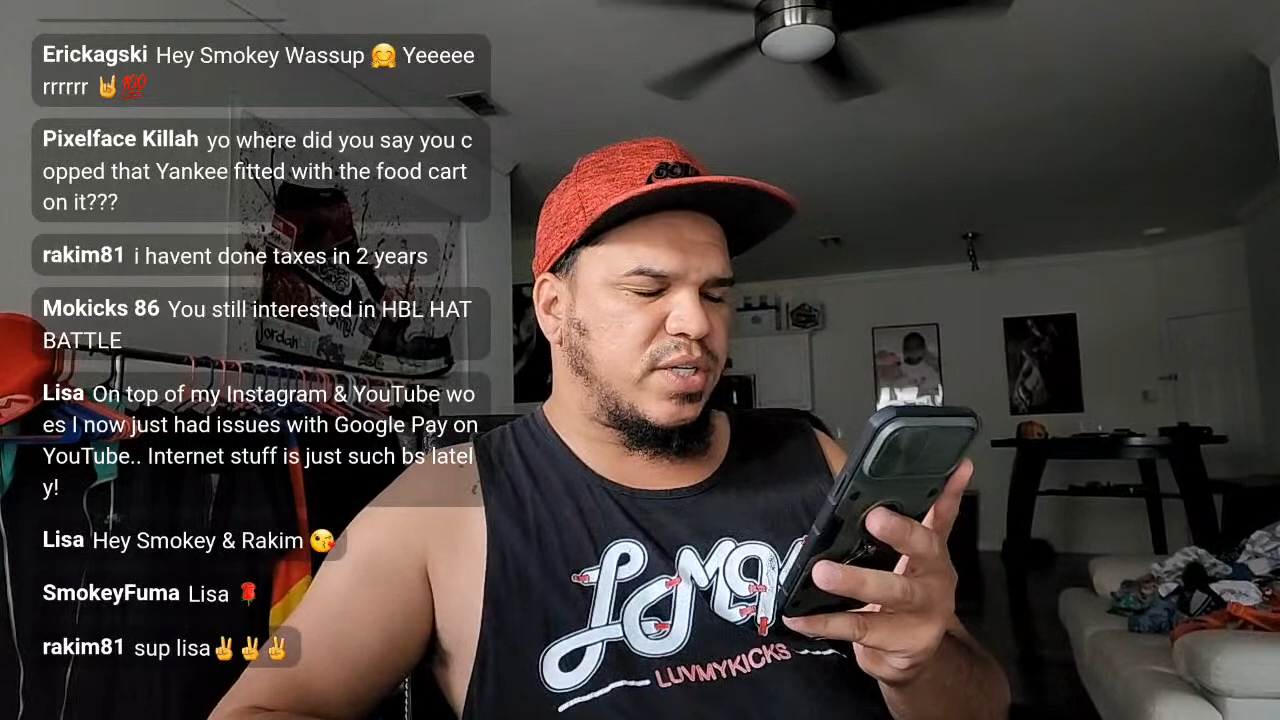 Erickagski Hey Smokey Wassup 🤗 Yeeeee
rrrrrr 🤘💯
Pixelface Killah yo where did you say you c
opped that Yankee fitted with the food cart
on it???
rakim81 i havent done taxes in 2 years
Mokicks 86 You still interested in HBL HAT
BATTLE
Lisa On top of my Instagram & YouTube wo
es I now just had issues with Google Pay on
YouTube.. Internet stuff is just such bs latel
y!
Lisa Hey Smokey & Rakim 😘
SmokeyFuma Lisa 🌹
rakim81 sup lisa✌✌✌
LUVMYKICKS